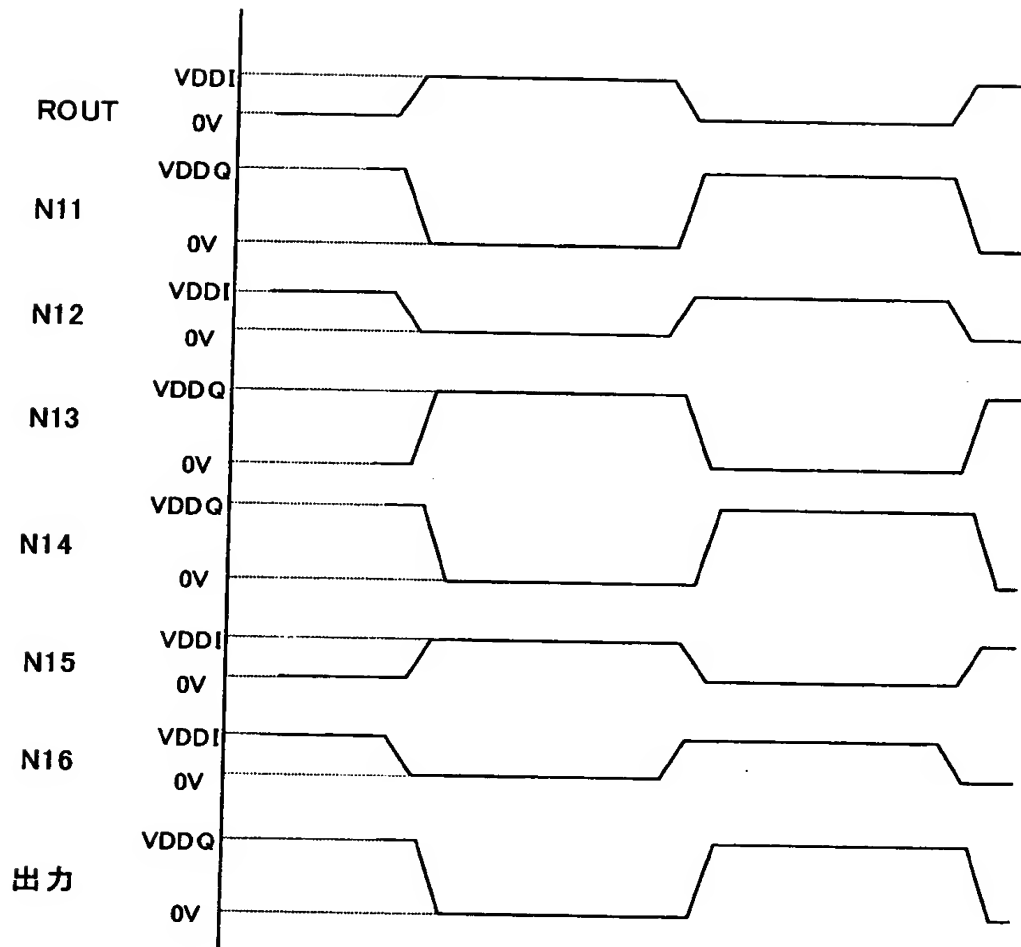 VDDI
ROUT
0V
VDDQ
N11
0V
VDDI
N12
0V
VDDQ
N13
0V
VDDQ
N14
0V
VDDI
N15
0V
VDDI
N16
0V
VDDQ
出力
0V